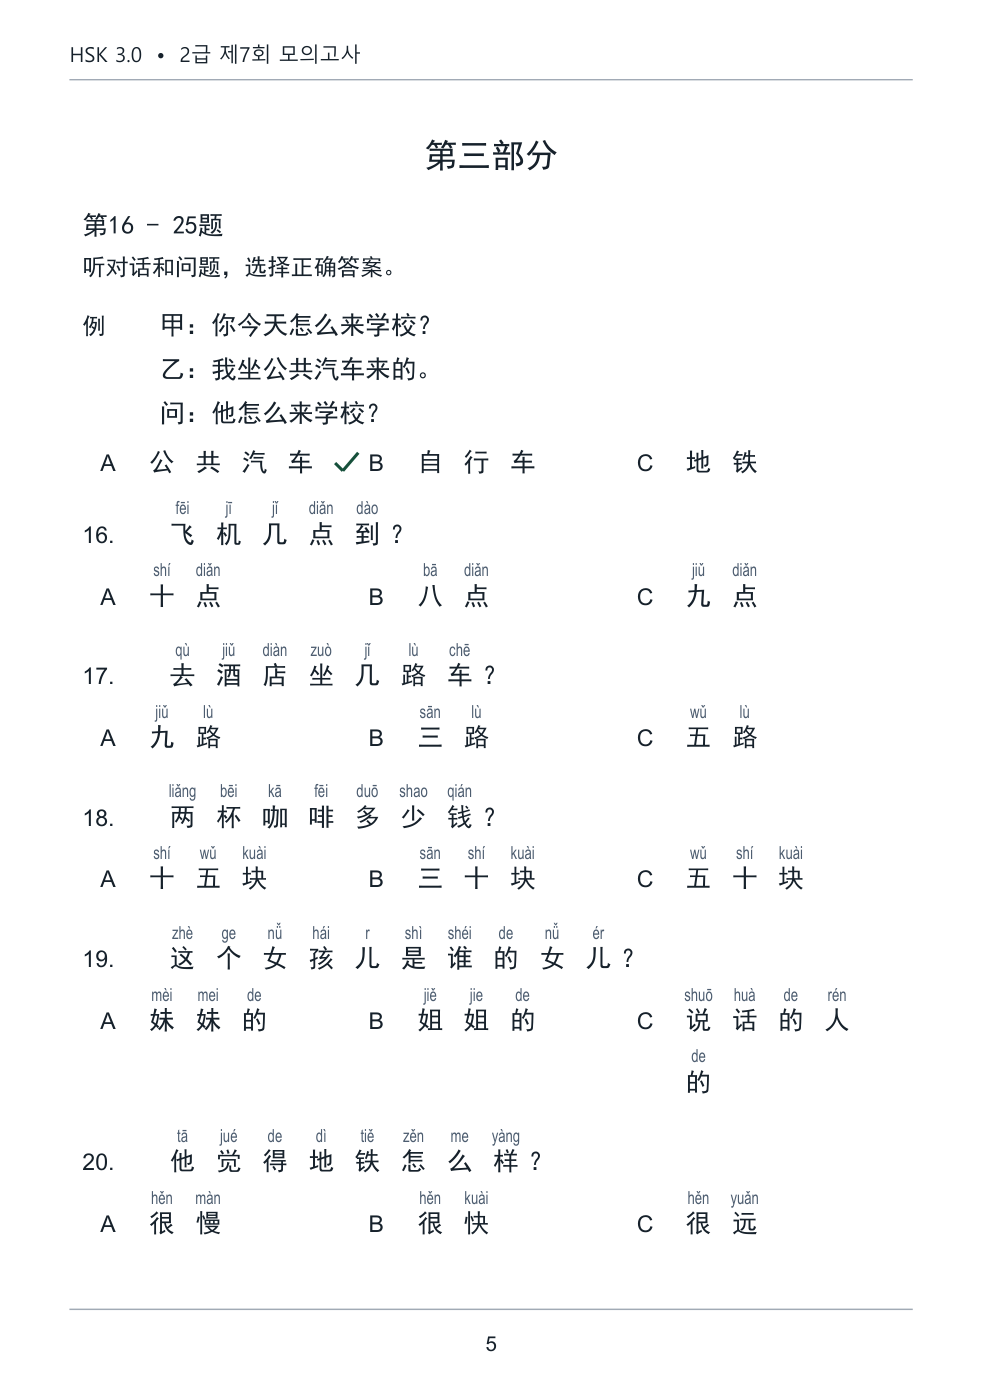 HSK 3.0 • 2급 제7회 모의고사
第三部分
第16 - 25题
听对话和问题，选择正确答案。
例 甲：你今天怎么来学校？
乙：我坐公共汽车来的。
问：他怎么来学校？
A 公共汽车 ✓ B 自行车 C 地铁
fēi jī jǐ diǎn dào
16. 飞机几点到？
shí diǎn bā diǎn jiǔ diǎn
A 十点 B 八点 C 九点
qù jiǔ diàn zuò jǐ lù chē
17. 去酒店坐几路车？
jiǔ lù sān lù wǔ lù
A 九路 B 三路 C 五路
liǎng bēi kā fēi duō shao qián
18. 两杯咖啡多少钱？
shí wǔ kuài sān shí kuài wǔ shí kuài
A 十五块 B 三十块 C 五十块
zhè ge nǚ hái r shì shéi de nǚ ér
19. 这个女孩儿是谁的女儿？
mèi mei de jiě jie de shuō huà de rén
A 妹妹的 B 姐姐的 C 说话的人
de
的
tā jué de dì tiě zěn me yàng
20. 他觉得地铁怎么样？
hěn màn hěn kuài hěn yuǎn
A 很慢 B 很快 C 很远
5